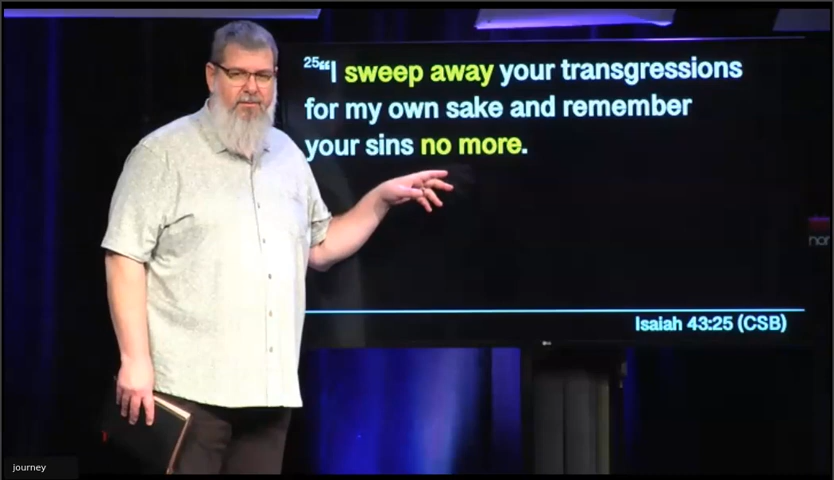 25“I sweep away your transgressions
for my own sake and remember
your sins no more.
Isaiah 43:25 (CSB)
LG
journey